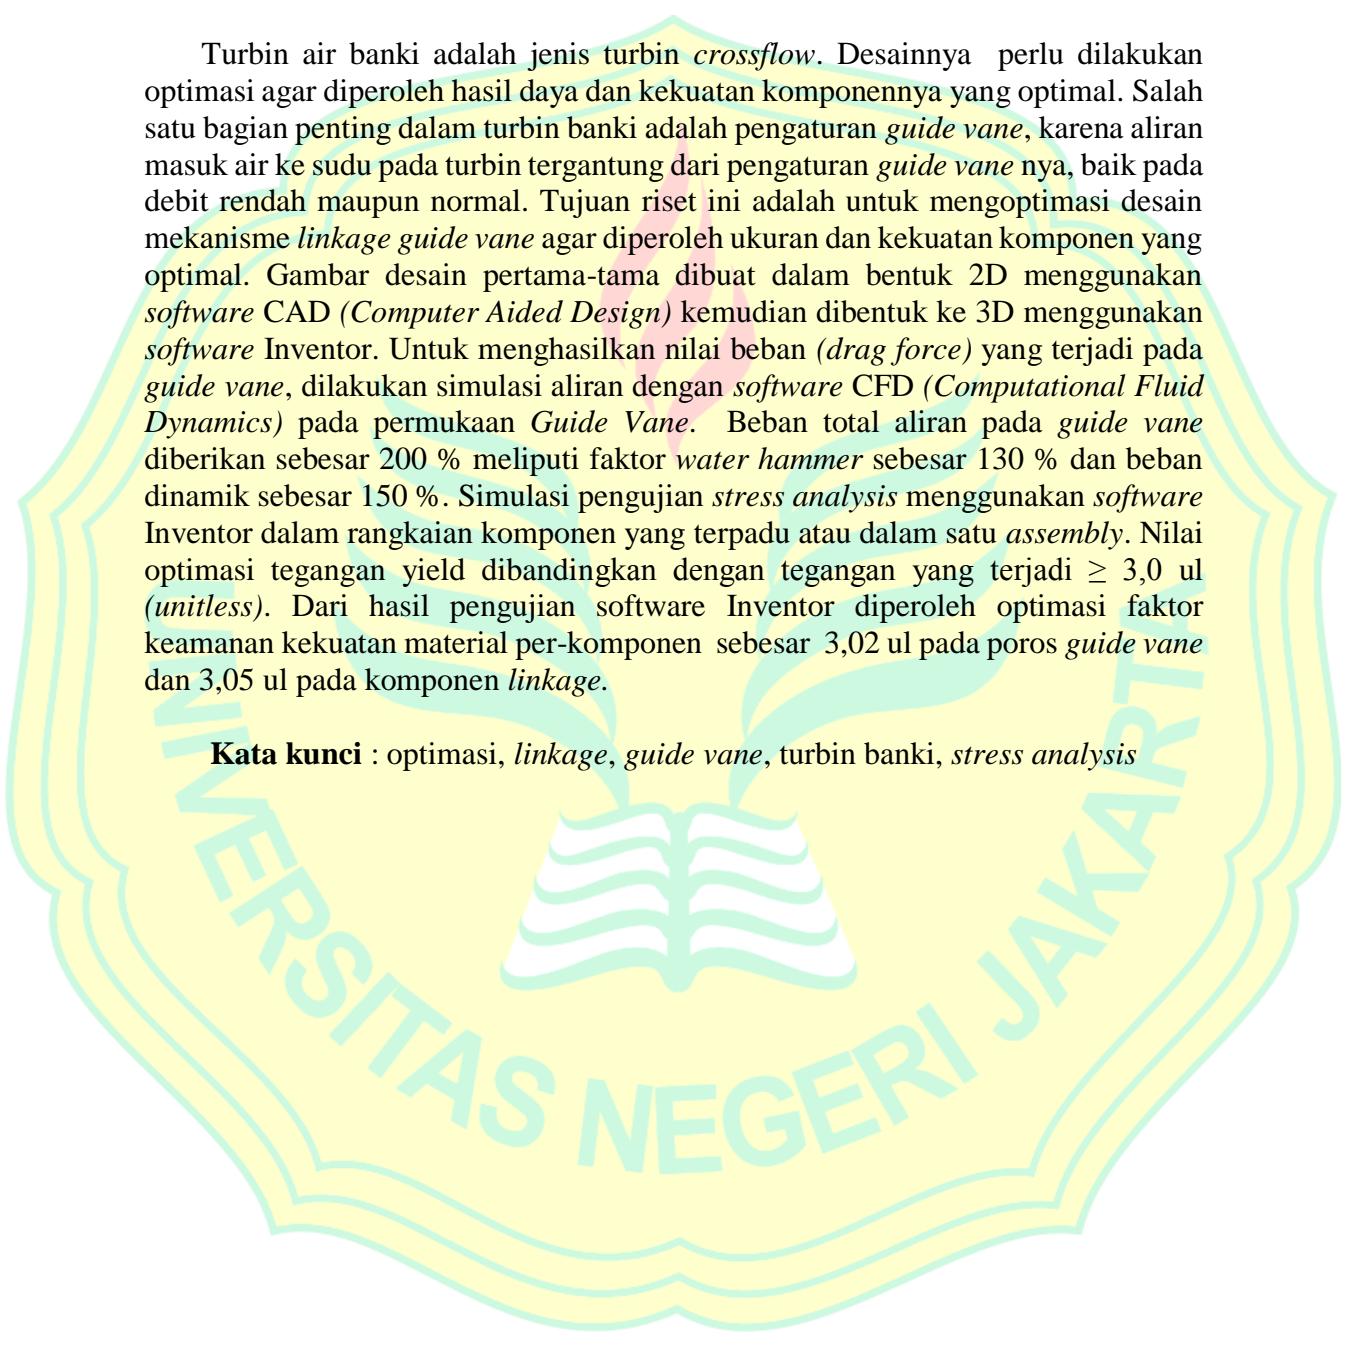 Turbin air banki adalah jenis turbin crossflow. Desainnya perlu dilakukan
optimasi agar diperoleh hasil daya dan kekuatan komponennya yang optimal. Salah
satu bagian penting dalam turbin banki adalah pengaturan guide vane, karena aliran
masuk air ke sudu pada turbin tergantung dari pengaturan guide vane nya, baik pada
debit rendah maupun normal. Tujuan riset ini adalah untuk mengoptimasi desain
mekanisme linkage guide vane agar diperoleh ukuran dan kekuatan komponen yang
optimal. Gambar desain pertama-tama dibuat dalam bentuk 2D menggunakan
software CAD (Computer Aided Design) kemudian dibentuk ke 3D menggunakan
software Inventor. Untuk menghasilkan nilai beban (drag force) yang terjadi pada
guide vane, dilakukan simulasi aliran dengan software CFD (Computational Fluid
Dynamics) pada permukaan Guide Vane. Beban total aliran pada guide vane
diberikan sebesar 200 % meliputi faktor water hammer sebesar 130 % dan beban
dinamik sebesar 150 %. Simulasi pengujian stress analysis menggunakan software
Inventor dalam rangkaian komponen yang terpadu atau dalam satu assembly. Nilai
optimasi tegangan yield dibandingkan dengan tegangan yang terjadi ≥ 3,0 ul
(unitless). Dari hasil pengujian software Inventor diperoleh optimasi faktor
keamanan kekuatan material per-komponen sebesar 3,02 ul pada poros guide vane
dan 3,05 ul pada komponen linkage.
Kata kunci : optimasi, linkage, guide vane, turbin banki, stress analysis
UNIVERSITAS NEGERI JAKARTA